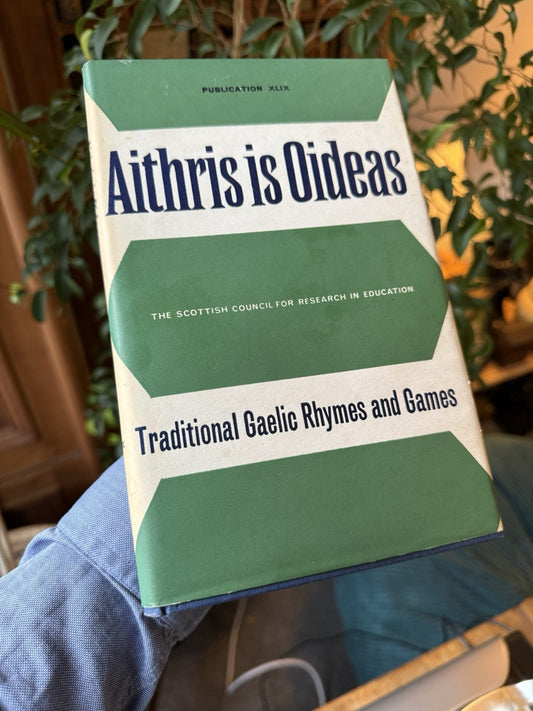 PUBLICATION XLIX
Aithris is Oideas
THE SCOTTISH COUNCIL FOR RESEARCH IN EDUCATION
Traditional Gaelic Rhymes and Games